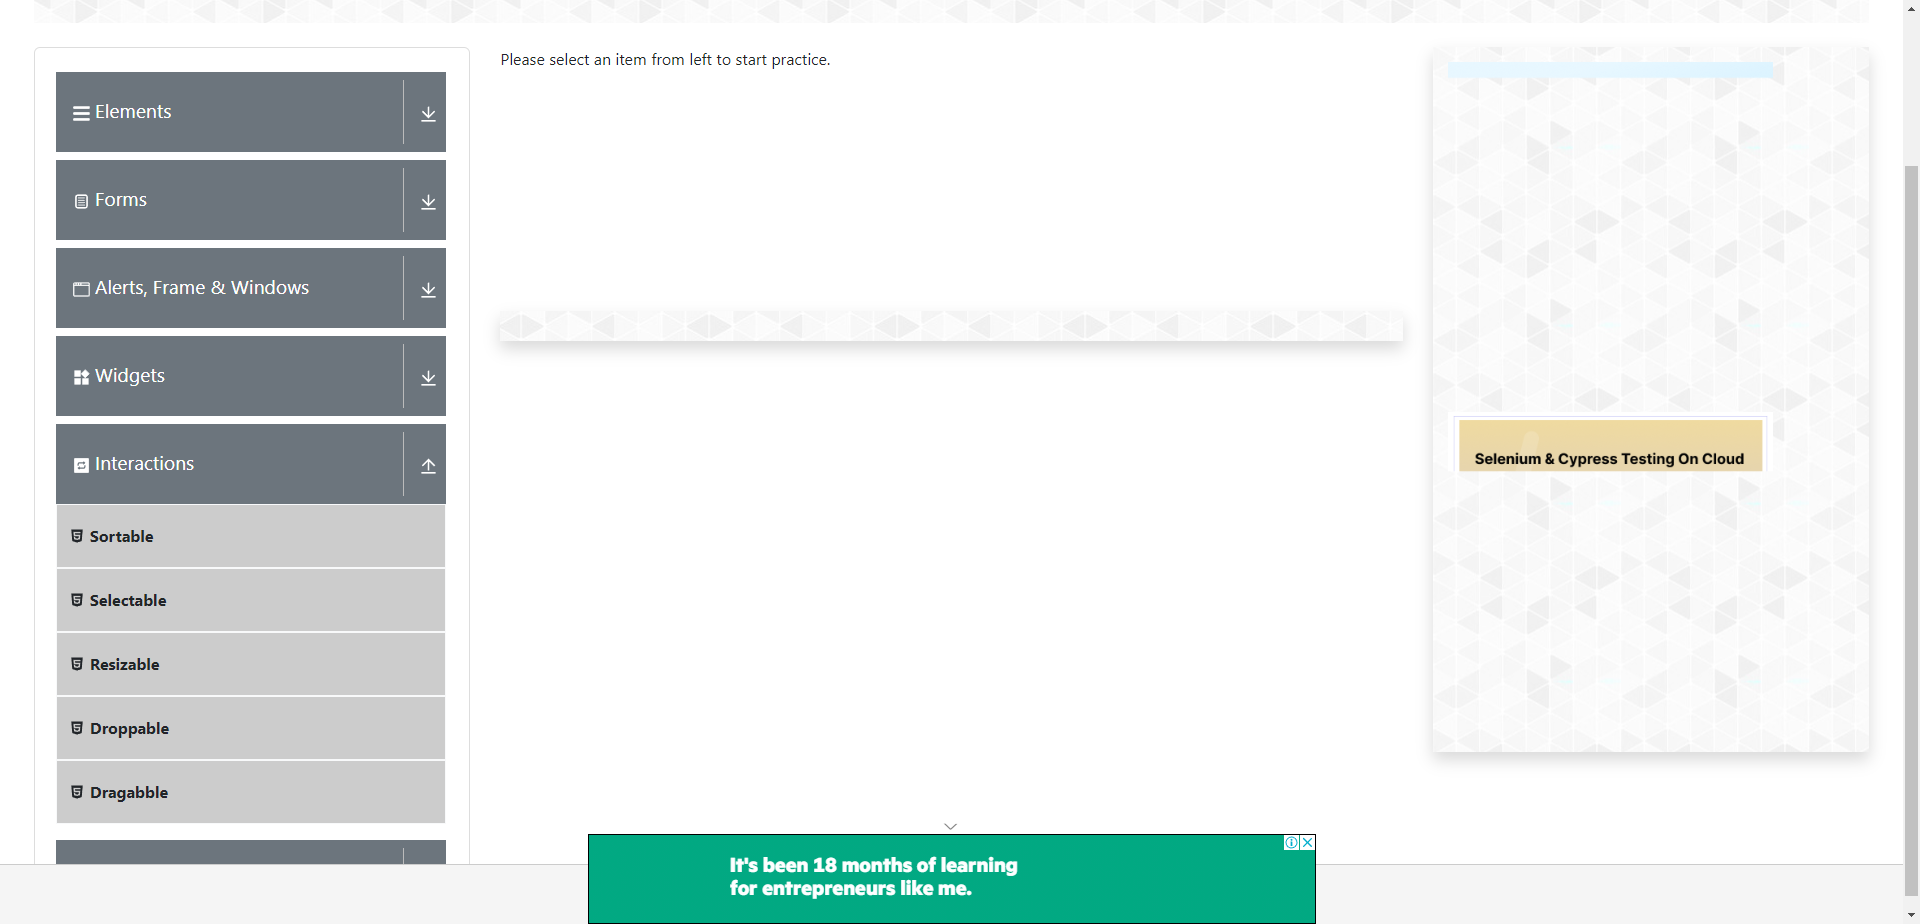 Please select an item from left to start practice.
Elements
Forms
Alerts, Frame & Windows
Widgets
Interactions
Sortable
Selectable
Resizable
Droppable
Dragabble
Selenium & Cypress Testing On Cloud
It's been 18 months of learning
for entrepreneurs like me.